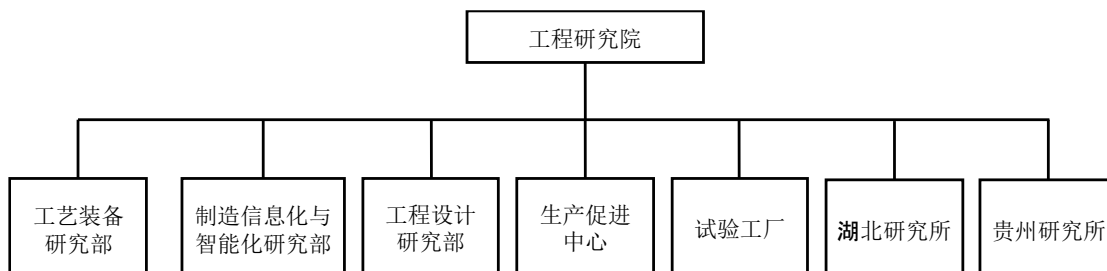 工程研究院
工艺装备
研究部
制造信息化与
智能化研究部
工程设计
研究部
生产促进
中心
试验工厂
湖北研究所
贵州研究所